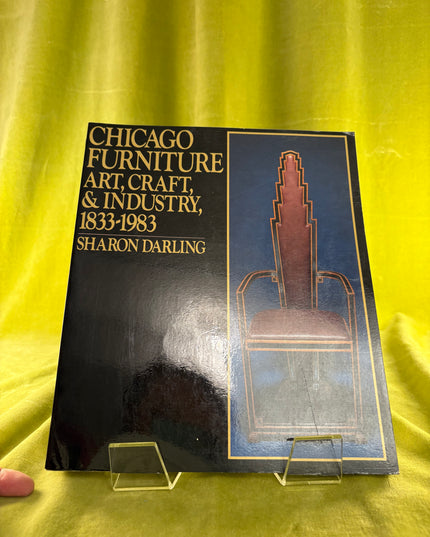 CHICAGO
FURNITURE
ART, CRAFT,
& INDUSTRY,
1833-1983
SHARON DARLING